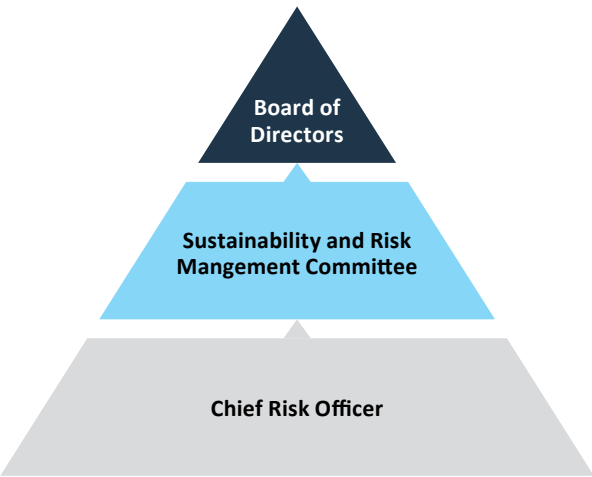 Board of
Directors
Sustainability and Risk
Mangement Committee
Chief Risk Officer